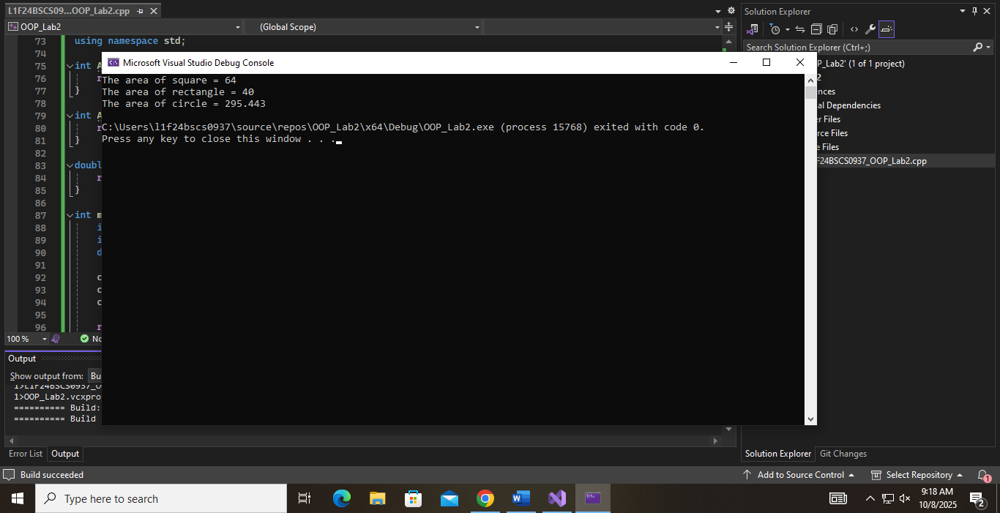 L1F24BSCS09...OOP_Lab2.cpp
OOP_Lab2
(Global Scope)
73 using namespace std;
74
75 int A
76 r
77 }
78
79 int A
80 r
81 }
82
83 doubl
84 r
85 }
86
87 int m
88 i
89 i
90 d
91
92 c
93 c
94 c
95
96 r
100 %
No
Microsoft Visual Studio Debug Console
The area of square = 64
The area of rectangle = 40
The area of circle = 295.443
C:\Users\l1f24bscs0937\source\repos\OOP_Lab2\x64\Debug\OOP_Lab2.exe (process 15768) exited with code 0.
Press any key to close this window . . .
Output
Show output from: Bu
1>L1F24BSCS0937_O
1>OOP_Lab2.vcxpro
========== Build:
========== Build
Error List
Output
Solution Explorer
Search Solution Explorer (Ctrl+;)
P_Lab2' (1 of 1 project)
2
nces
al Dependencies
er Files
rce Files
e Files
F24BSCS0937_OOP_Lab2.cpp
Solution Explorer
Git Changes
Build succeeded
Add to Source Control
Select Repository
1
Type here to search
9:18 AM
10/8/2025
2